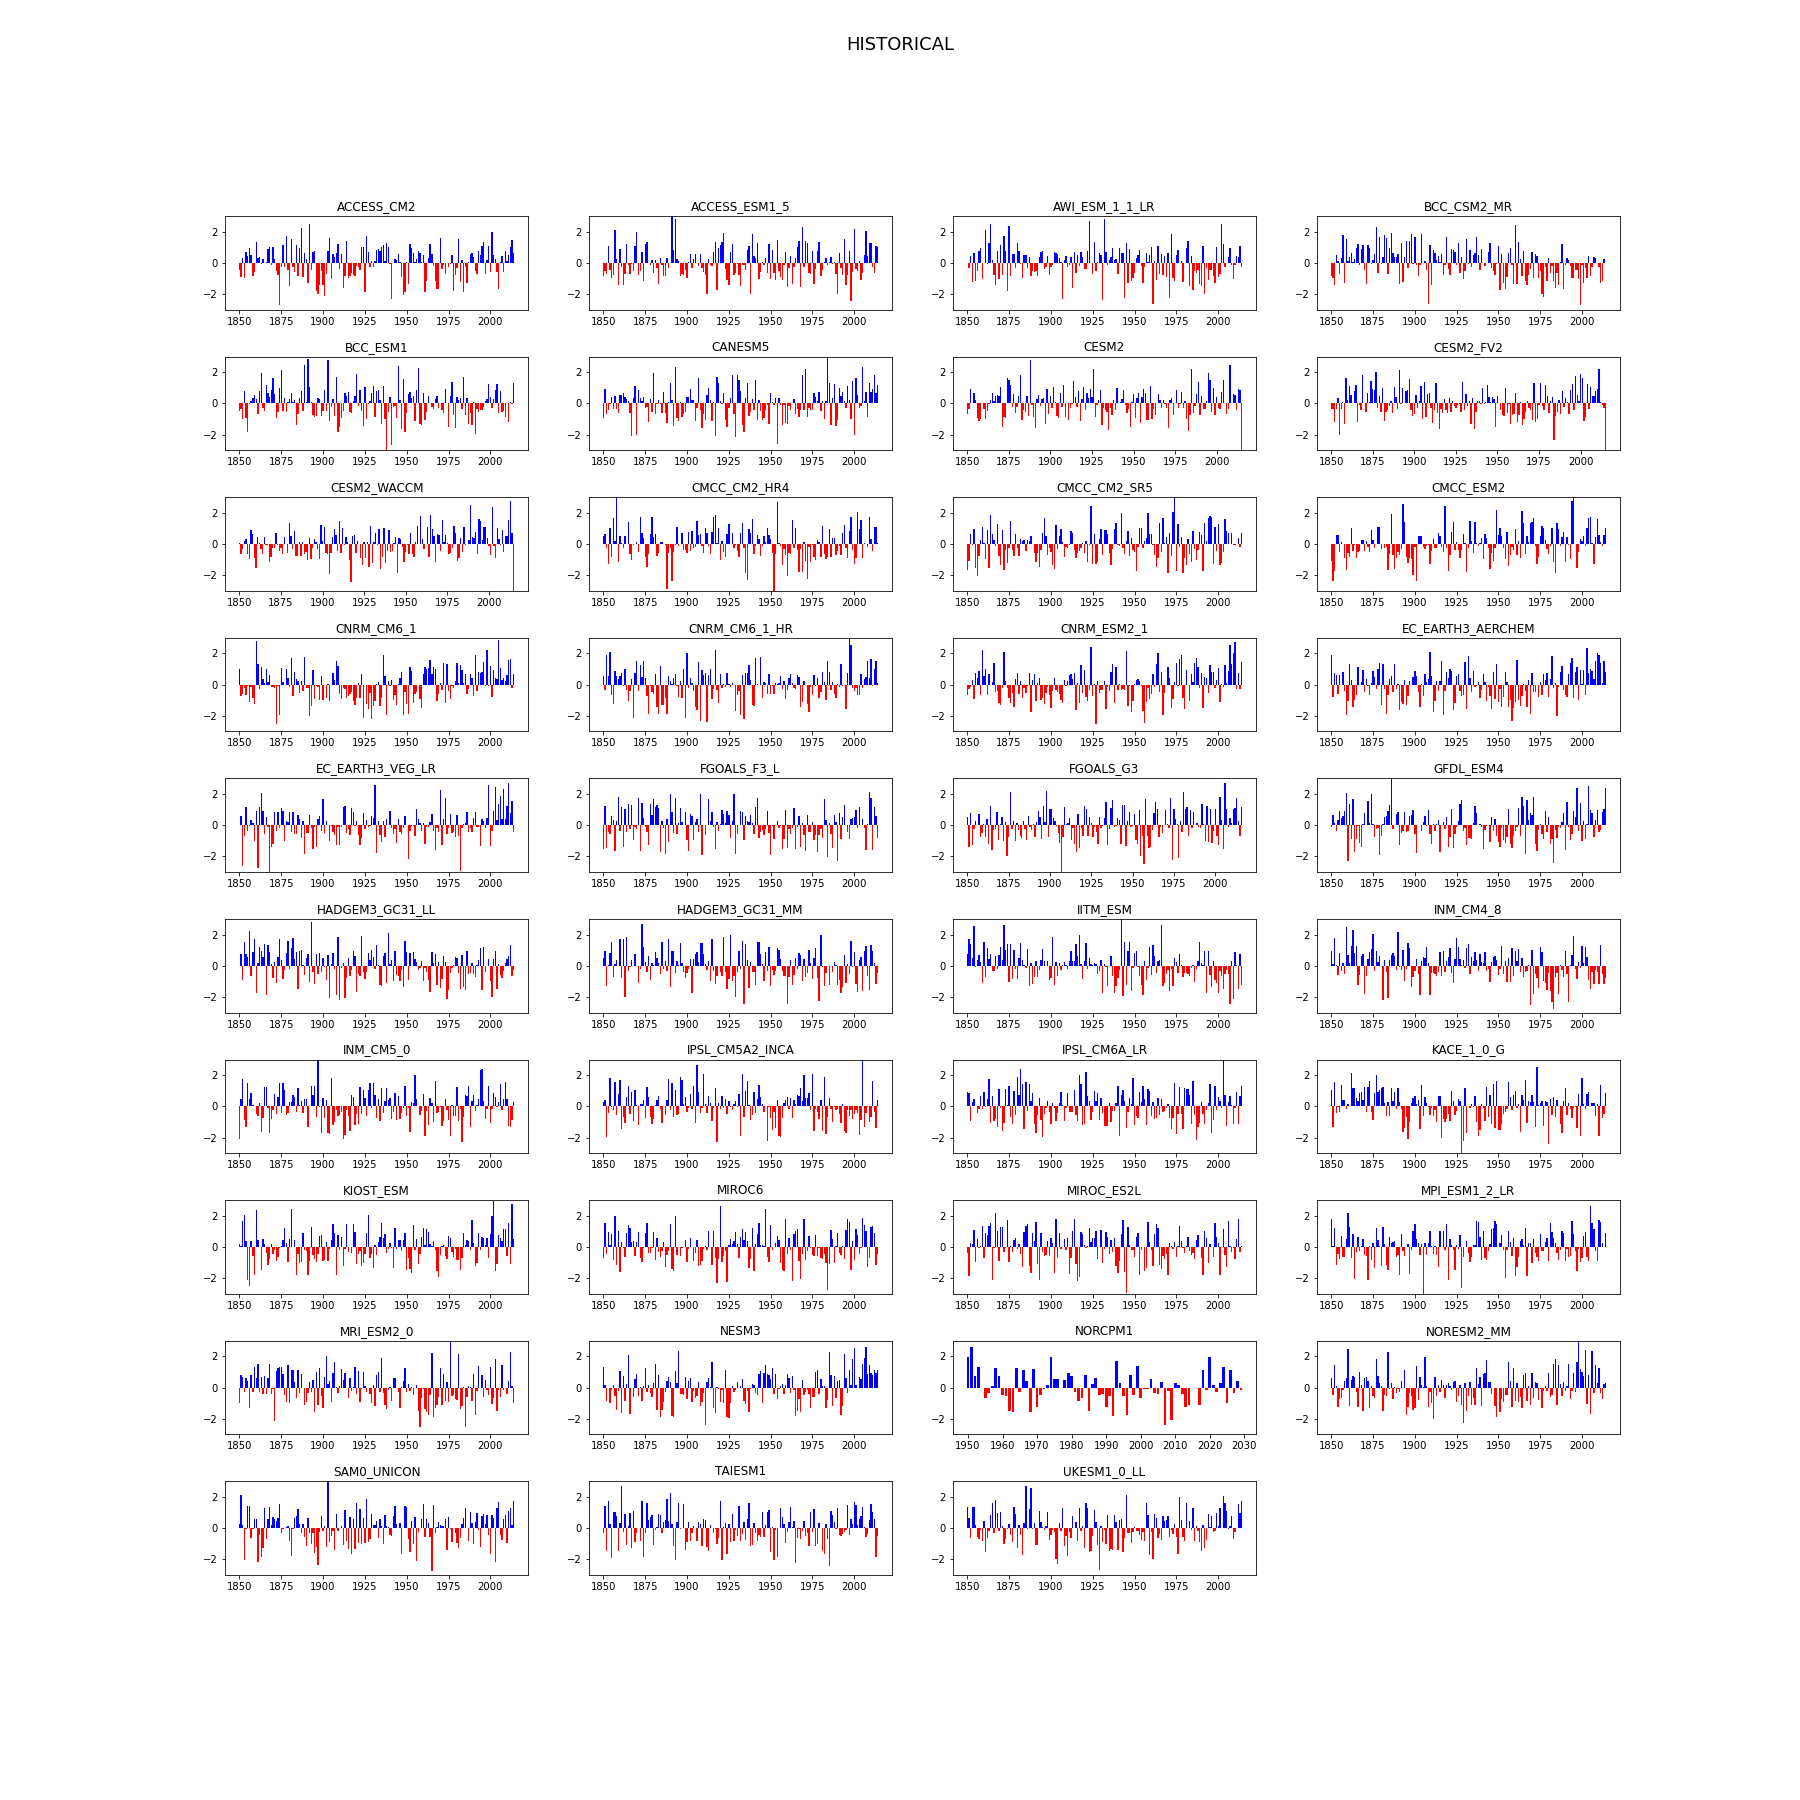 HISTORICAL
ACCESS_CM2 ACCESS_ESM1_5 AWI_ESM_1_1_LR BCC_CSM2_MR
2 2 2 2
0 0 0 0
−2 −2 −2 −2
1850 1875 1900 1925 1950 1975 2000 1850 1875 1900 1925 1950 1975 2000 1850 1875 1900 1925 1950 1975 2000 1850 1875 1900 1925 1950 1975 2000
BCC_ESM1 CANESM5 CESM2 CESM2_FV2
2 2 2 2
0 0 0 0
−2 −2 −2 −2
1850 1875 1900 1925 1950 1975 2000 1850 1875 1900 1925 1950 1975 2000 1850 1875 1900 1925 1950 1975 2000 1850 1875 1900 1925 1950 1975 2000
CESM2_WACCM CMCC_CM2_HR4 CMCC_CM2_SR5 CMCC_ESM2
2 2 2 2
0 0 0 0
−2 −2 −2 −2
1850 1875 1900 1925 1950 1975 2000 1850 1875 1900 1925 1950 1975 2000 1850 1875 1900 1925 1950 1975 2000 1850 1875 1900 1925 1950 1975 2000
CNRM_CM6_1 CNRM_CM6_1_HR CNRM_ESM2_1 EC_EARTH3_AERCHEM
2 2 2 2
0 0 0 0
−2 −2 −2 −2
1850 1875 1900 1925 1950 1975 2000 1850 1875 1900 1925 1950 1975 2000 1850 1875 1900 1925 1950 1975 2000 1850 1875 1900 1925 1950 1975 2000
EC_EARTH3_VEG_LR FGOALS_F3_L FGOALS_G3 GFDL_ESM4
2 2 2 2
0 0 0 0
−2 −2 −2 −2
1850 1875 1900 1925 1950 1975 2000 1850 1875 1900 1925 1950 1975 2000 1850 1875 1900 1925 1950 1975 2000 1850 1875 1900 1925 1950 1975 2000
HADGEM3_GC31_LL HADGEM3_GC31_MM IITM_ESM INM_CM4_8
2 2 2 2
0 0 0 0
−2 −2 −2 −2
1850 1875 1900 1925 1950 1975 2000 1850 1875 1900 1925 1950 1975 2000 1850 1875 1900 1925 1950 1975 2000 1850 1875 1900 1925 1950 1975 2000
INM_CM5_0 IPSL_CM5A2_INCA IPSL_CM6A_LR KACE_1_0_G
2 2 2 2
0 0 0 0
−2 −2 −2 −2
1850 1875 1900 1925 1950 1975 2000 1850 1875 1900 1925 1950 1975 2000 1850 1875 1900 1925 1950 1975 2000 1850 1875 1900 1925 1950 1975 2000
KIOST_ESM MIROC6 MIROC_ES2L MPI_ESM1_2_LR
2 2 2 2
0 0 0 0
−2 −2 −2 −2
1850 1875 1900 1925 1950 1975 2000 1850 1875 1900 1925 1950 1975 2000 1850 1875 1900 1925 1950 1975 2000 1850 1875 1900 1925 1950 1975 2000
MRI_ESM2_0 NESM3 NORCPM1 NORESM2_MM
2 2 2 2
0 0 0 0
−2 −2 −2 −2
1850 1875 1900 1925 1950 1975 2000 1850 1875 1900 1925 1950 1975 2000 1950 1960 1970 1980 1990 2000 2010 2020 2030 1850 1875 1900 1925 1950 1975 2000
SAM0_UNICON TAIESM1 UKESM1_0_LL
2 2 2
0 0 0
−2 −2 −2
1850 1875 1900 1925 1950 1975 2000 1850 1875 1900 1925 1950 1975 2000 1850 1875 1900 1925 1950 1975 2000